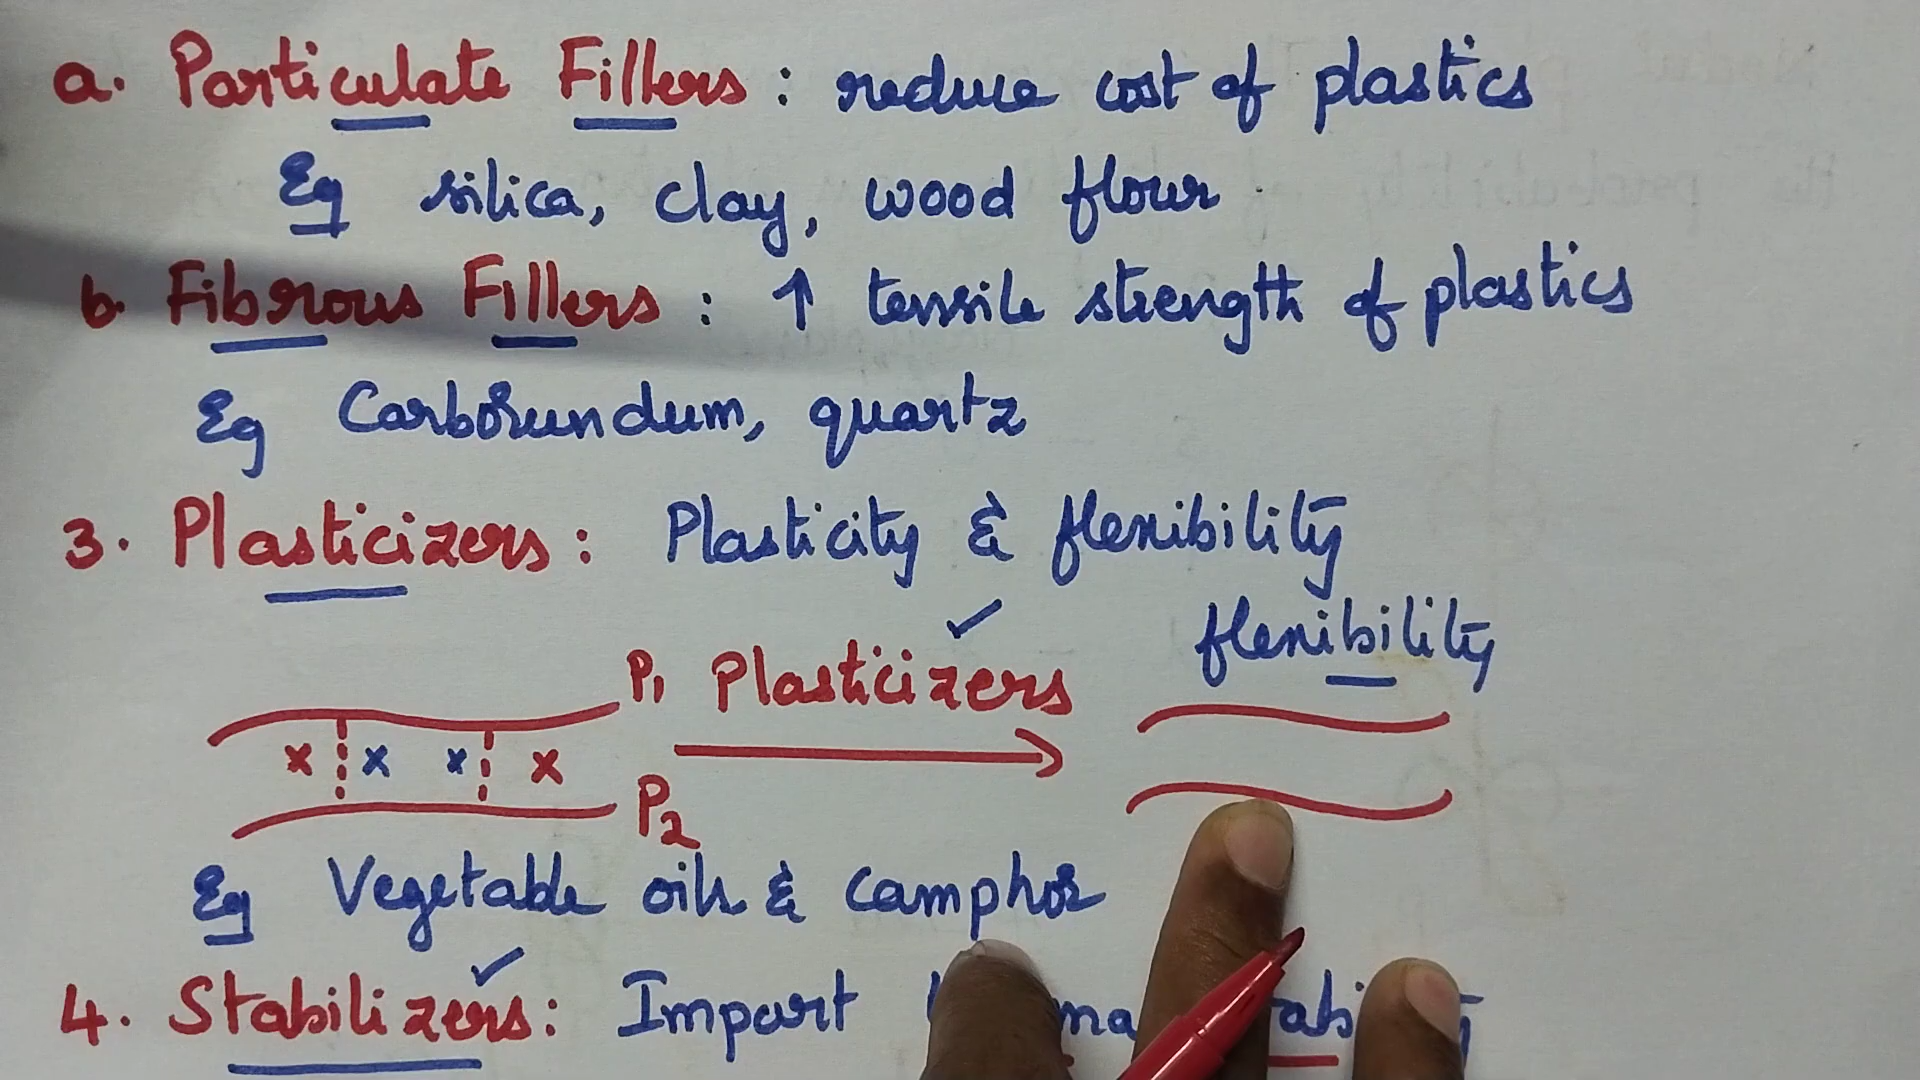 a. Particulate Fillers : reduce cost of plastics
Eg silica, clay, wood flour
b. Fibrous Fillers : ↑ tensile strength of plastics
Eg Carborundum, quartz
3. Plasticizers : Plasticity & flexibility
flexibility
P1 Plasticizers
x x x x
P2
Eg Vegetable oils & camphor
4. Stabilizers : Impart